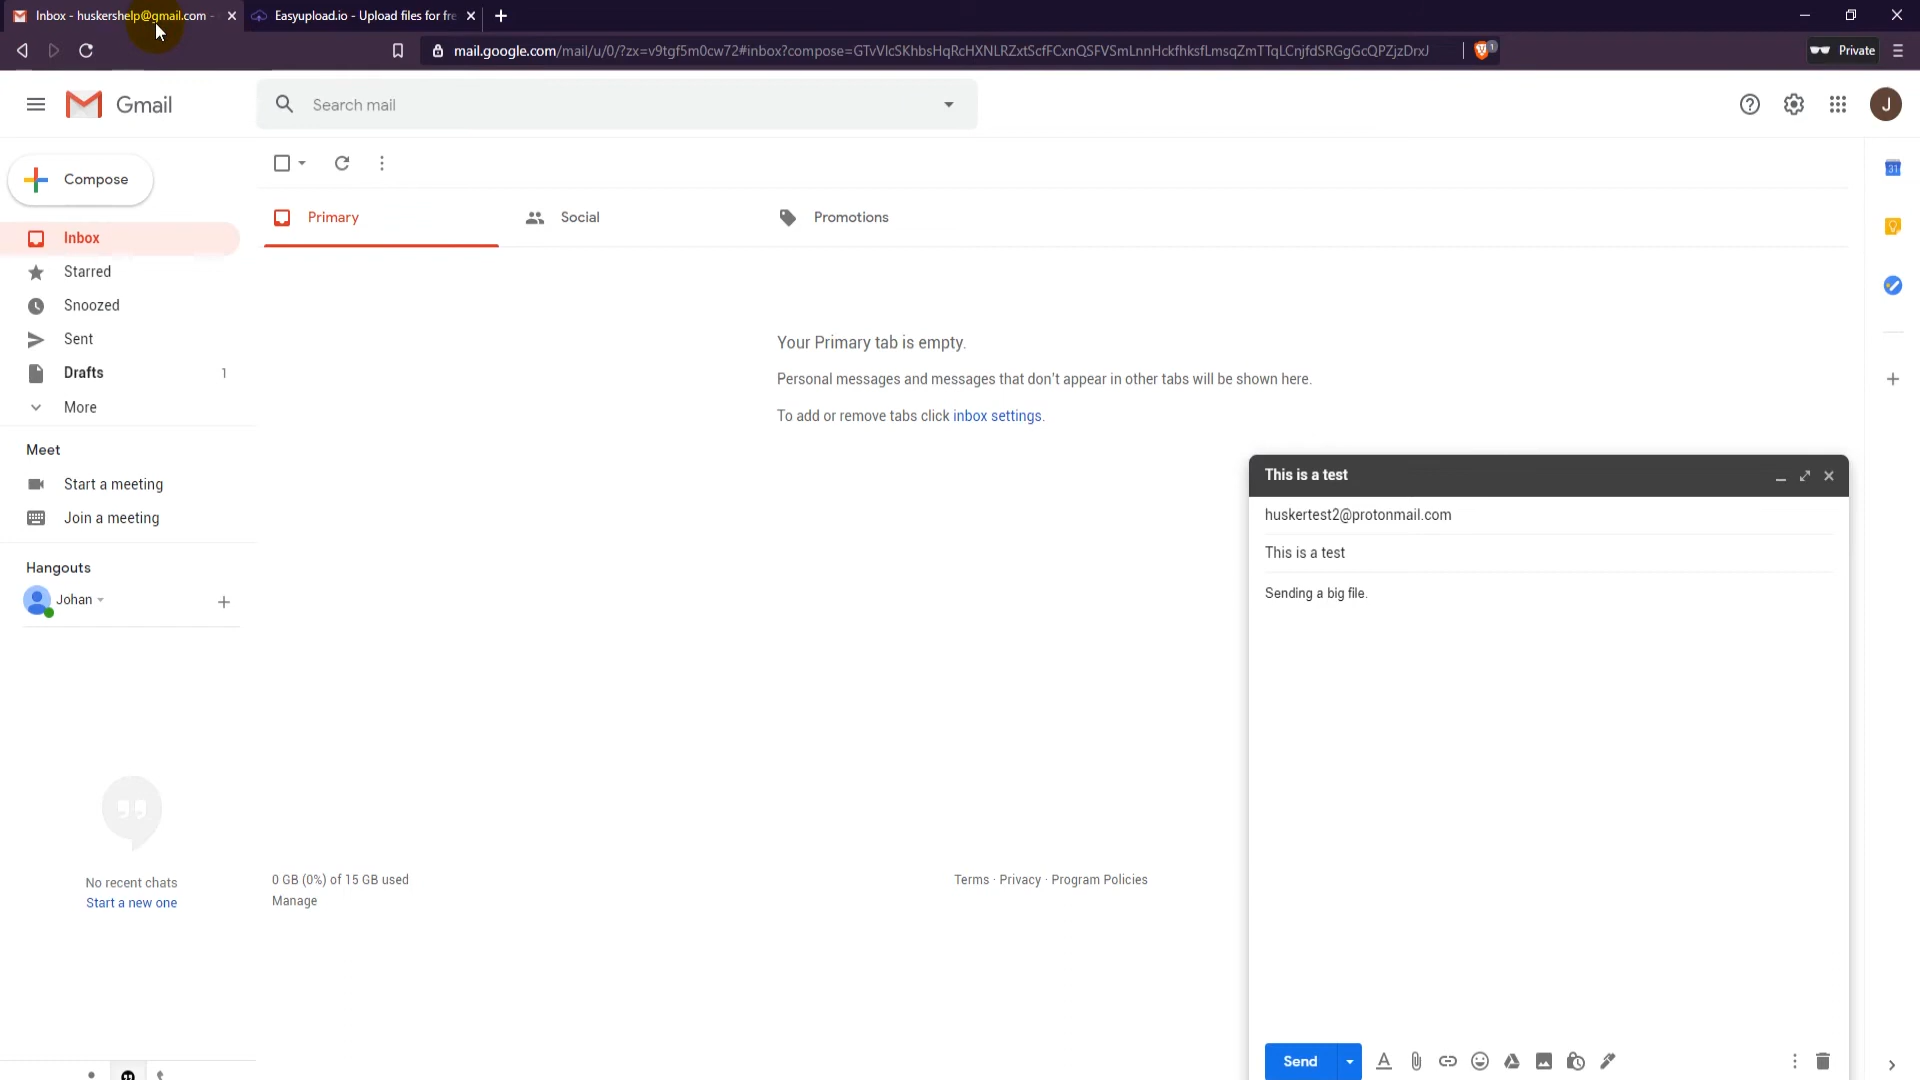 Inbox - huskershelp@gmail.com -
Easyupload.io - Upload files for fre
mail.google.com/mail/u/0/?zx=v9tgf5m0cw72#inbox?compose=GTvVlcSKhbsHqRcHXNLRZxtScfFCxnQSFVSmLnnHckfhksfLmsqZmTTqLCnjfdSRGgGcQPZjzDrxJ
1
Private
Gmail
Search mail
J
Compose
Primary
Social
Promotions
31
Inbox
Starred
Snoozed
Sent
Drafts 1
More
Your Primary tab is empty.
Personal messages and messages that don't appear in other tabs will be shown here.
To add or remove tabs click inbox settings.
Meet
Start a meeting
Join a meeting
Hangouts
Johan
No recent chats
Start a new one
0 GB (0%) of 15 GB used
Manage
Terms · Privacy · Program Policies
This is a test
huskertest2@protonmail.com
This is a test
Sending a big file.
Send